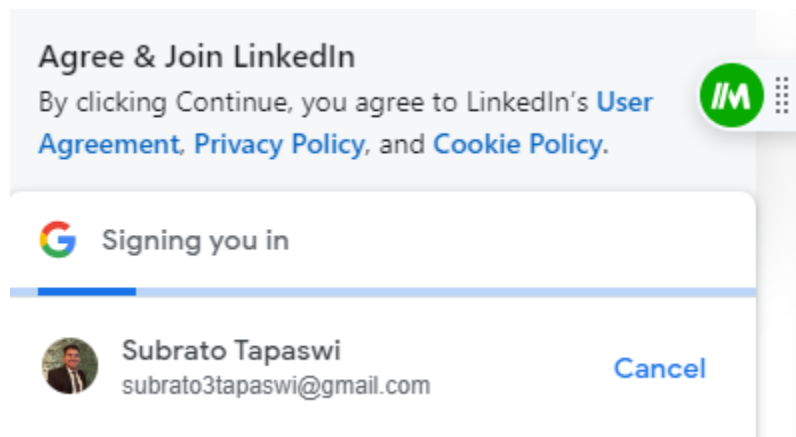 Agree & Join LinkedIn
By clicking Continue, you agree to LinkedIn's User
Agreement, Privacy Policy, and Cookie Policy.
G Signing you in
Subrato Tapaswi
subrato3tapaswi@gmail.com
Cancel